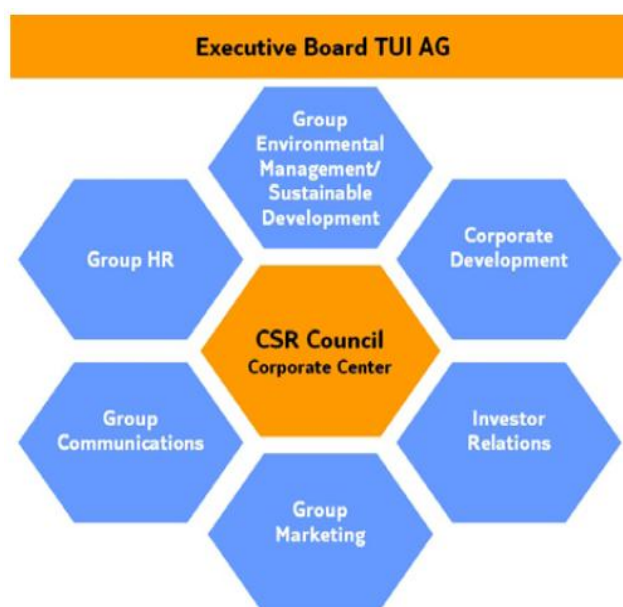 Executive Board TUI AG
Group
Environmental
Management/
Sustainable
Development
Group HR
Corporate
Development
CSR Council
Corporate Center
Group
Communications
Investor
Relations
Group
Marketing